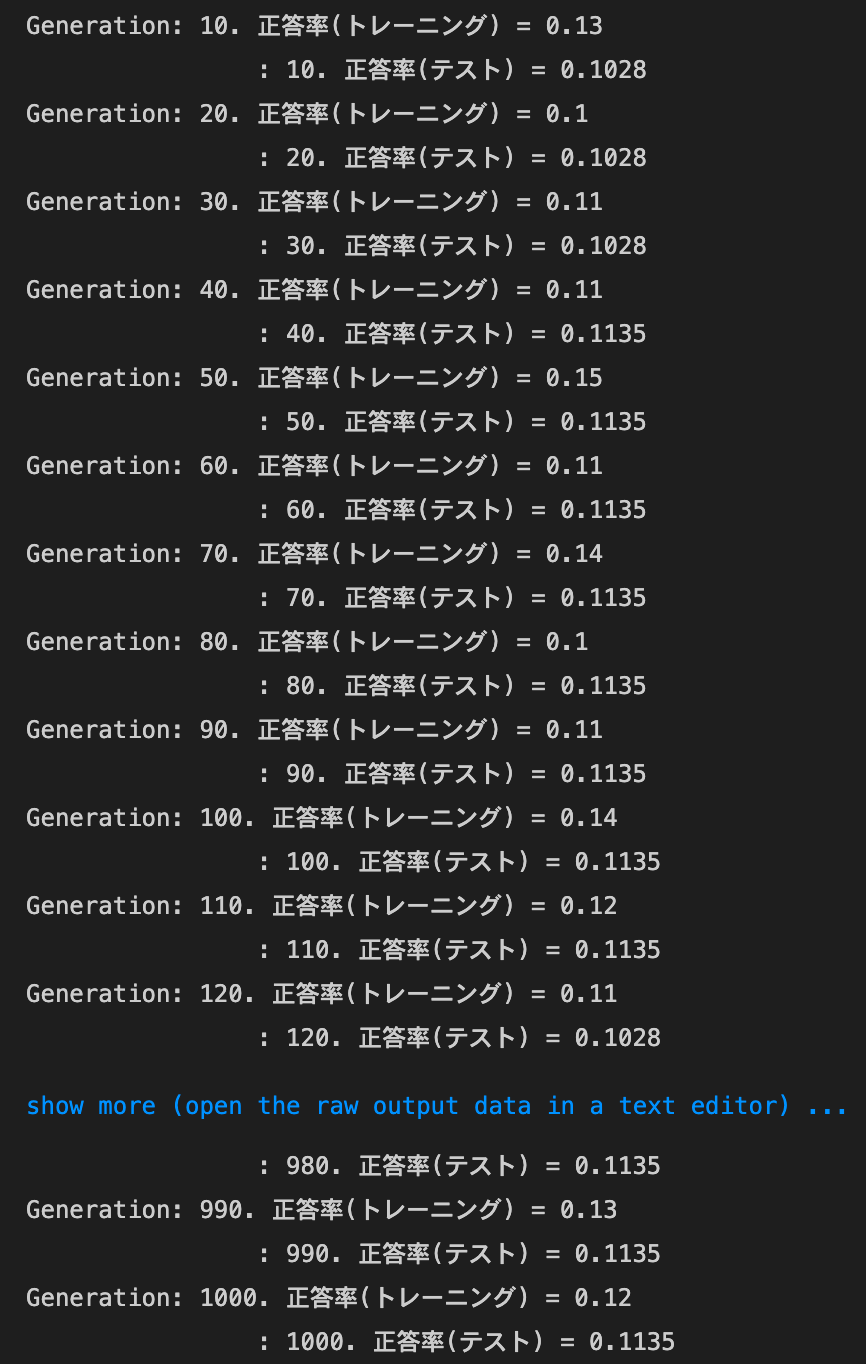 Generation: 10. 正答率(トレーニング) = 0.13
: 10. 正答率(テスト) = 0.1028
Generation: 20. 正答率(トレーニング) = 0.1
: 20. 正答率(テスト) = 0.1028
Generation: 30. 正答率(トレーニング) = 0.11
: 30. 正答率(テスト) = 0.1028
Generation: 40. 正答率(トレーニング) = 0.11
: 40. 正答率(テスト) = 0.1135
Generation: 50. 正答率(トレーニング) = 0.15
: 50. 正答率(テスト) = 0.1135
Generation: 60. 正答率(トレーニング) = 0.11
: 60. 正答率(テスト) = 0.1135
Generation: 70. 正答率(トレーニング) = 0.14
: 70. 正答率(テスト) = 0.1135
Generation: 80. 正答率(トレーニング) = 0.1
: 80. 正答率(テスト) = 0.1135
Generation: 90. 正答率(トレーニング) = 0.11
: 90. 正答率(テスト) = 0.1135
Generation: 100. 正答率(トレーニング) = 0.14
: 100. 正答率(テスト) = 0.1135
Generation: 110. 正答率(トレーニング) = 0.12
: 110. 正答率(テスト) = 0.1135
Generation: 120. 正答率(トレーニング) = 0.11
: 120. 正答率(テスト) = 0.1028
show more (open the raw output data in a text editor) ...
: 980. 正答率(テスト) = 0.1135
Generation: 990. 正答率(トレーニング) = 0.13
: 990. 正答率(テスト) = 0.1135
Generation: 1000. 正答率(トレーニング) = 0.12
: 1000. 正答率(テスト) = 0.1135